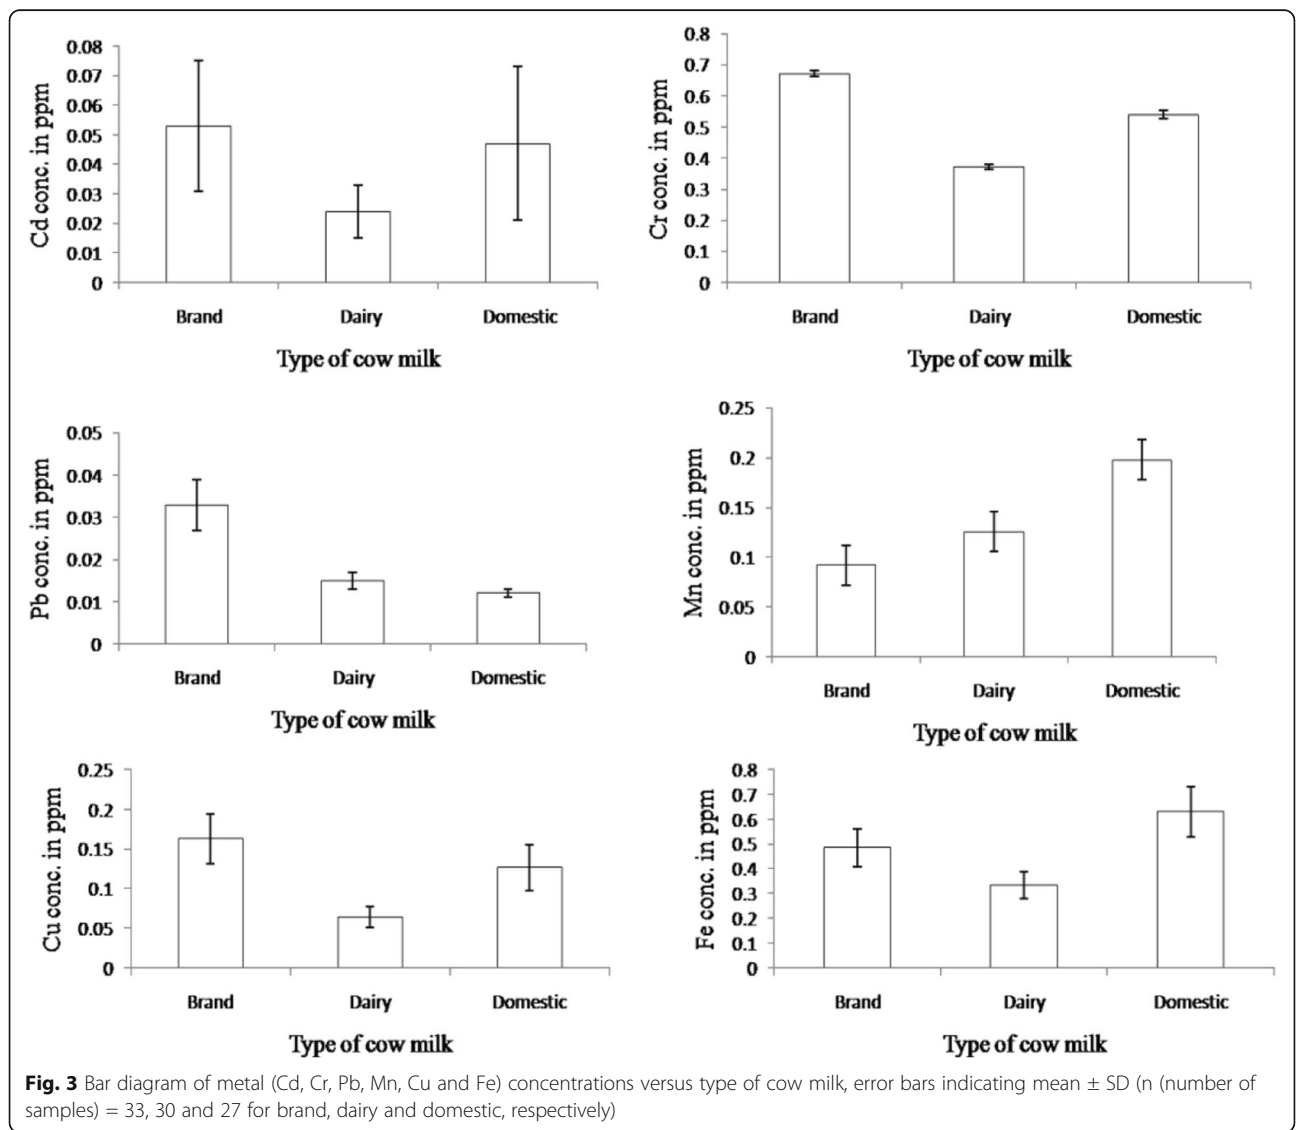 Cd conc. in ppm
0.08
0.07
0.06
0.05
0.04
0.03
0.02
0.01
0
Brand Dairy Domestic
Type of cow milk
Cr conc. in ppm
0.8
0.7
0.6
0.5
0.4
0.3
0.2
0.1
0
Brand Dairy Domestic
Type of cow milk
Pb conc. in ppm
0.05
0.04
0.03
0.02
0.01
0
Brand Dairy Domestic
Type of cow milk
Mn conc. in ppm
0.25
0.2
0.15
0.1
0.05
0
Brand Dairy Domestic
Type of cow milk
Cu conc. in ppm
0.25
0.2
0.15
0.1
0.05
0
Brand Dairy Domestic
Type of cow milk
Fe conc. in ppm
0.8
0.7
0.6
0.5
0.4
0.3
0.2
0.1
0
Brand Dairy Domestic
Type of cow milk
Fig. 3 Bar diagram of metal (Cd, Cr, Pb, Mn, Cu and Fe) concentrations versus type of cow milk, error bars indicating mean ± SD (n (number of
samples) = 33, 30 and 27 for brand, dairy and domestic, respectively)